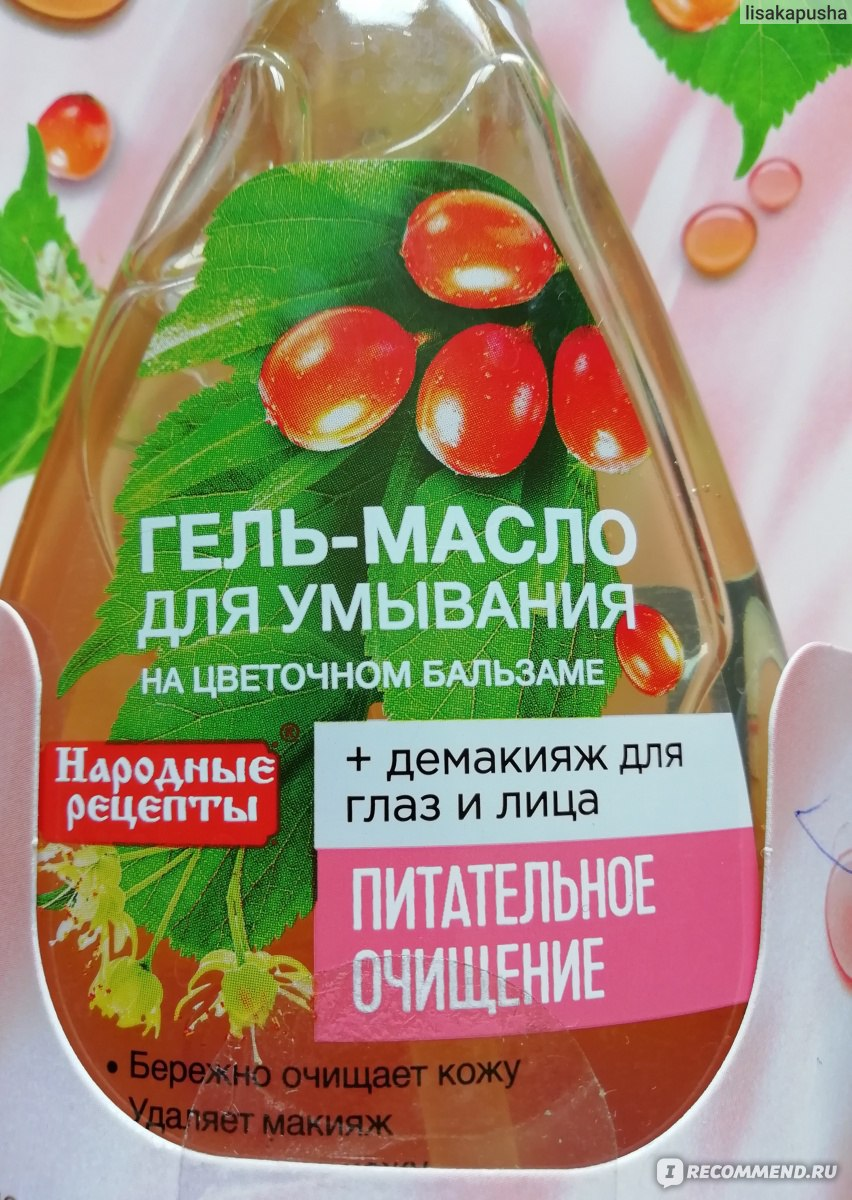 lisakapusha
ГЕЛЬ-МАСЛО
ДЛЯ УМЫВАНИЯ
НА ЦВЕТОЧНОМ БАЛЬЗАМЕ
Народные ®
рецепты
+ демакияж для
глаз и лица
ПИТАТЕЛЬНОЕ
ОЧИЩЕНИЕ
• Бережно очищает кожу
Удаляет макияж
IRECOMMEND.RU